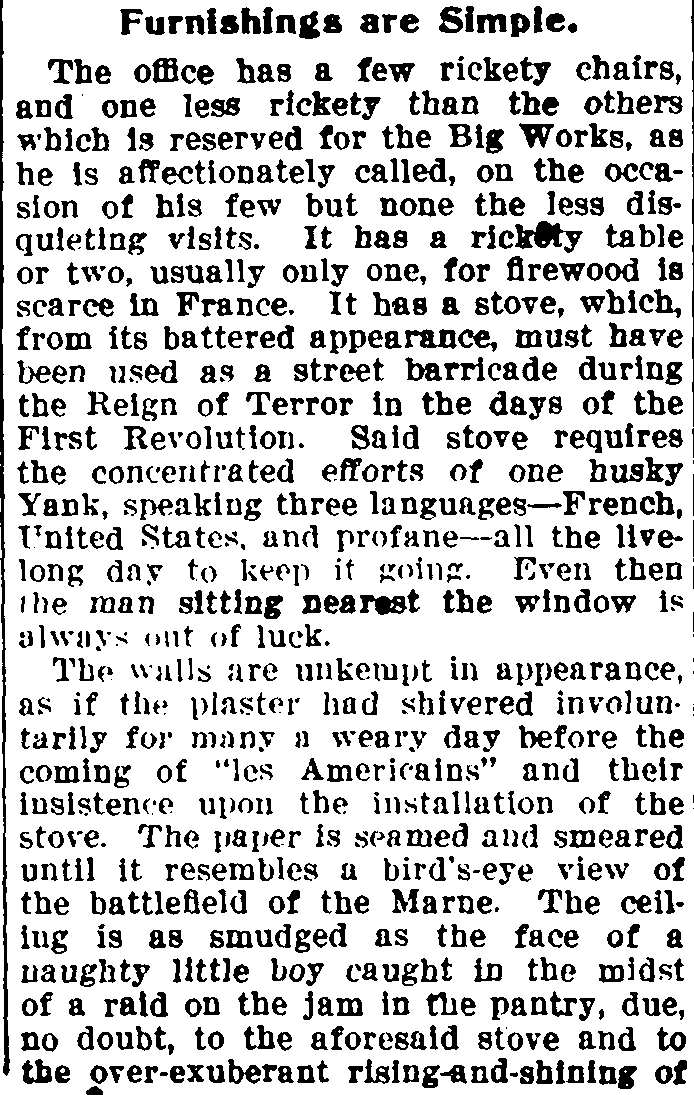 Furnishings are Simple.
The office has a few rickety chairs,
and one less rickety than the others
which is reserved for the Big Works, as
he is affectionately called, on the occa-
sion of his few but none the less dis-
quieting visits. It has a rickety table
or two, usually only one, for firewood is
scarce in France. It has a stove, which,
from its battered appearance, must have
been used as a street barricade during
the Reign of Terror in the days of the
First Revolution. Said stove requires
the concentrated efforts of one husky
Yank, speaking three languages—French,
United States, and profane—all the live-
long day to keep it going. Even then
the man sitting nearest the window is
always out of luck.
The walls are unkempt in appearance,
as if the plaster had shivered involun-
tarily for many a weary day before the
coming of "les Americains" and their
insistence upon the installation of the
stove. The paper is seamed and smeared
until it resembles a bird's-eye view of
the battlefield of the Marne. The ceil-
ing is as smudged as the face of a
naughty little boy caught in the midst
of a raid on the jam in the pantry, due,
no doubt, to the aforesaid stove and to
the over-exuberant rising-and-shining of